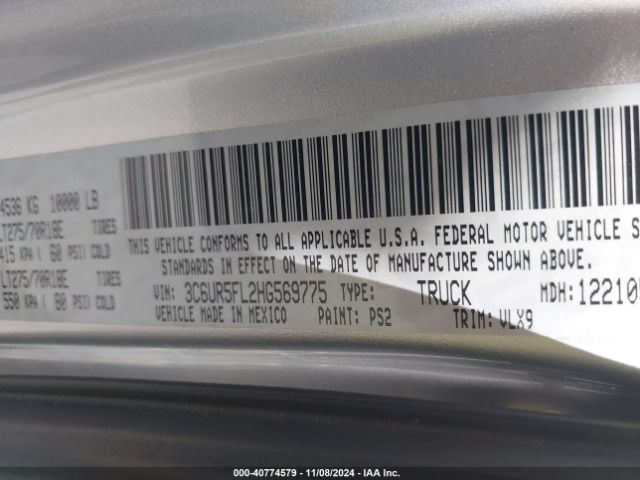 4536 KG 10000 LB
LT275/70R18E TIRES
415 KPA ( 60 PSI) COLD
LT275/70R18E TIRES
550 KPA ( 80 PSI) COLD
THIS VEHICLE CONFORMS TO ALL APPLICABLE U.S.A. FEDERAL MOTOR VEHICLE S
STANDARDS IN EFFECT ON THE DATE OF MANUFACTURE SHOWN ABOVE.
VIN: 3C6UR5FL2HG569775 TYPE: TRUCK MDH: 12210
VEHICLE MADE IN MEXICO PAINT: PS2 TRIM: VLX9
© 40774579 - 11/08/2024 - IAA Inc.